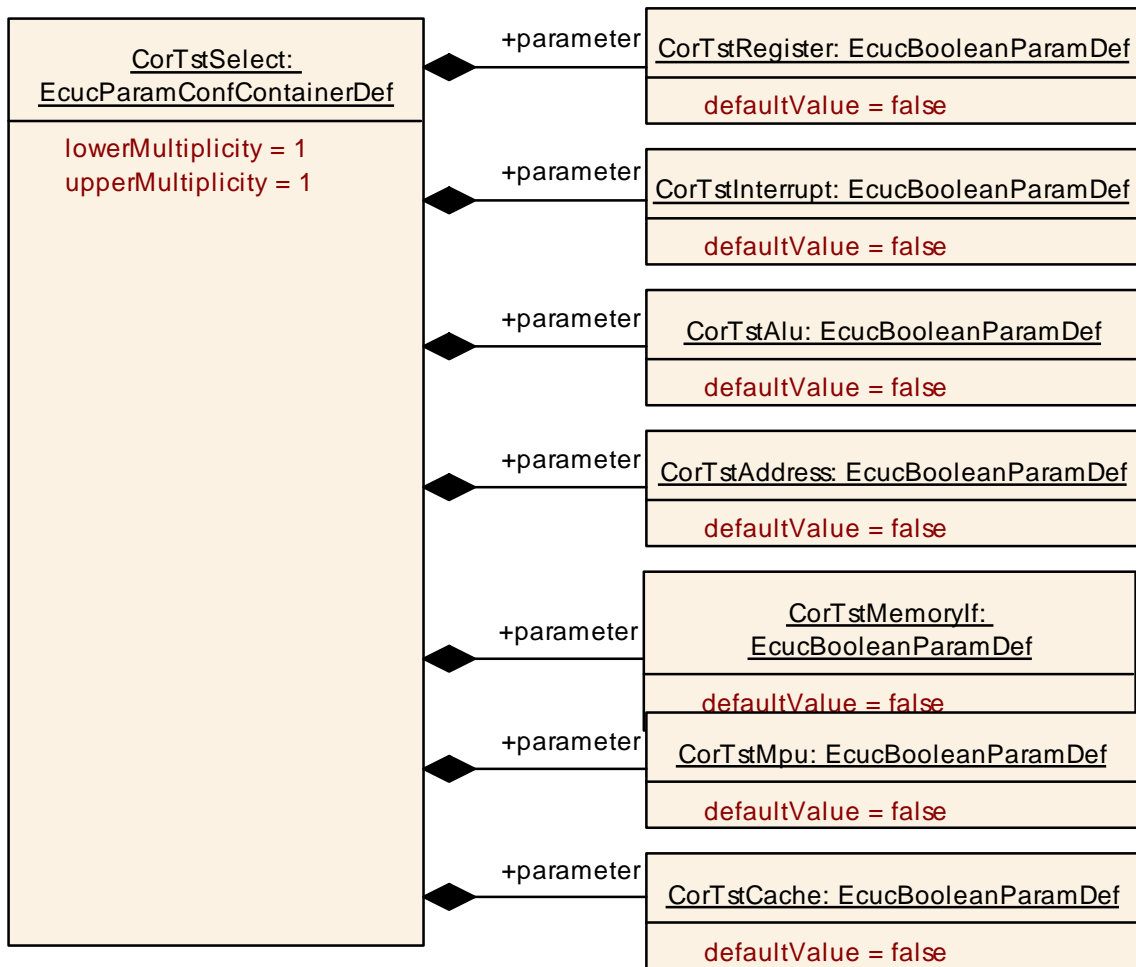 CorTstSelect:
EcucParamConfContainerDef
lowerMultiplicity = 1
upperMultiplicity = 1
+parameter
CorTstRegister: EcucBooleanParamDef
defaultValue = false
+parameter
CorTstInterrupt: EcucBooleanParamDef
defaultValue = false
+parameter
CorTstAlu: EcucBooleanParamDef
defaultValue = false
+parameter
CorTstAddress: EcucBooleanParamDef
defaultValue = false
+parameter
CorTstMemoryIf:
EcucBooleanParamDef
defaultValue = false
+parameter
CorTstMpu: EcucBooleanParamDef
defaultValue = false
+parameter
CorTstCache: EcucBooleanParamDef
defaultValue = false